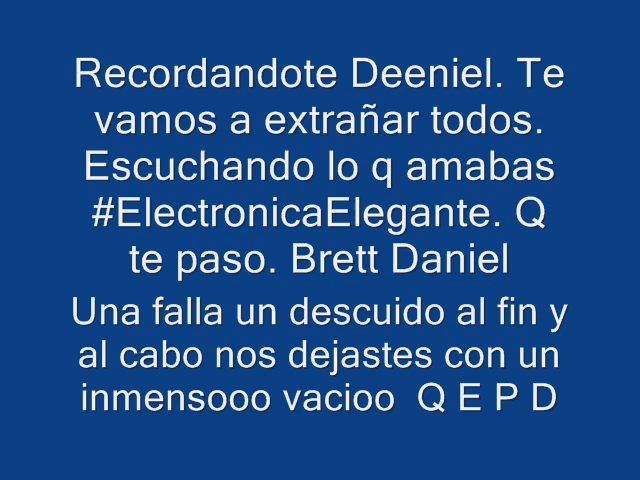 Recordandote Deeniel. Te
vamos a extrañar todos.
Escuchando lo q amabas
#ElectronicaElegante. Q
te paso. Brett Daniel
Una falla un descuido al fin y
al cabo nos dejastes con un
inmensooo vacioo  Q E P D